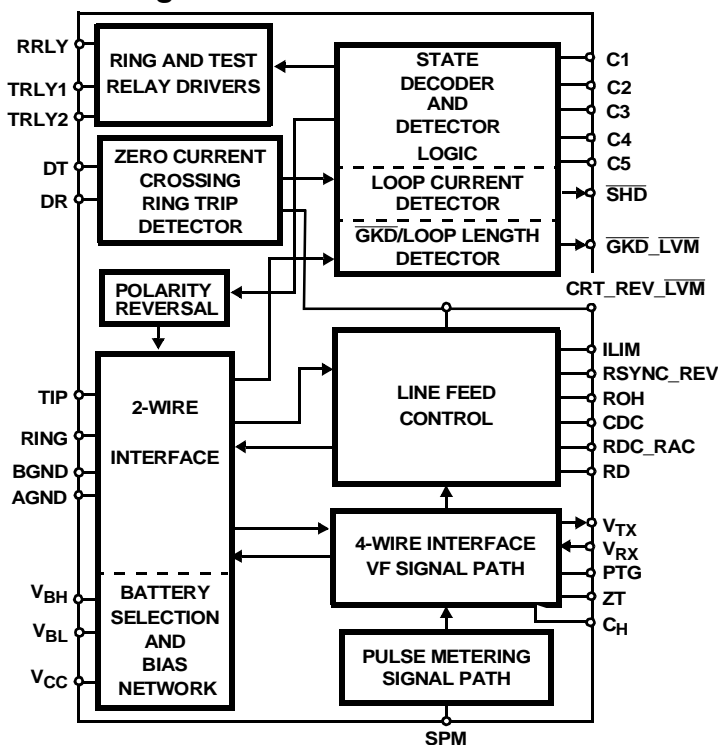 RRLY
TRLY1
TRLY2
DT
DR
TIP
RING
BGND
AGND
VBH
VBL
VCC
RING AND TEST
RELAY DRIVERS
ZERO CURRENT
CROSSING
RING TRIP
DETECTOR
POLARITY
REVERSAL
2-WIRE
INTERFACE
BATTERY
SELECTION
AND
BIAS
NETWORK
STATE
DECODER
AND
DETECTOR
LOGIC
LOOP CURRENT
DETECTOR
GKD/LOOP LENGTH
DETECTOR
LINE FEED
CONTROL
4-WIRE INTERFACE
VF SIGNAL PATH
PULSE METERING
SIGNAL PATH
SPM
C1
C2
C3
C4
C5
SHD
GKD_LVM
CRT_REV_LVM
ILIM
RSYNC_REV
ROH
CDC
RDC_RAC
RD
VTX
VRX
PTG
ZT
CH